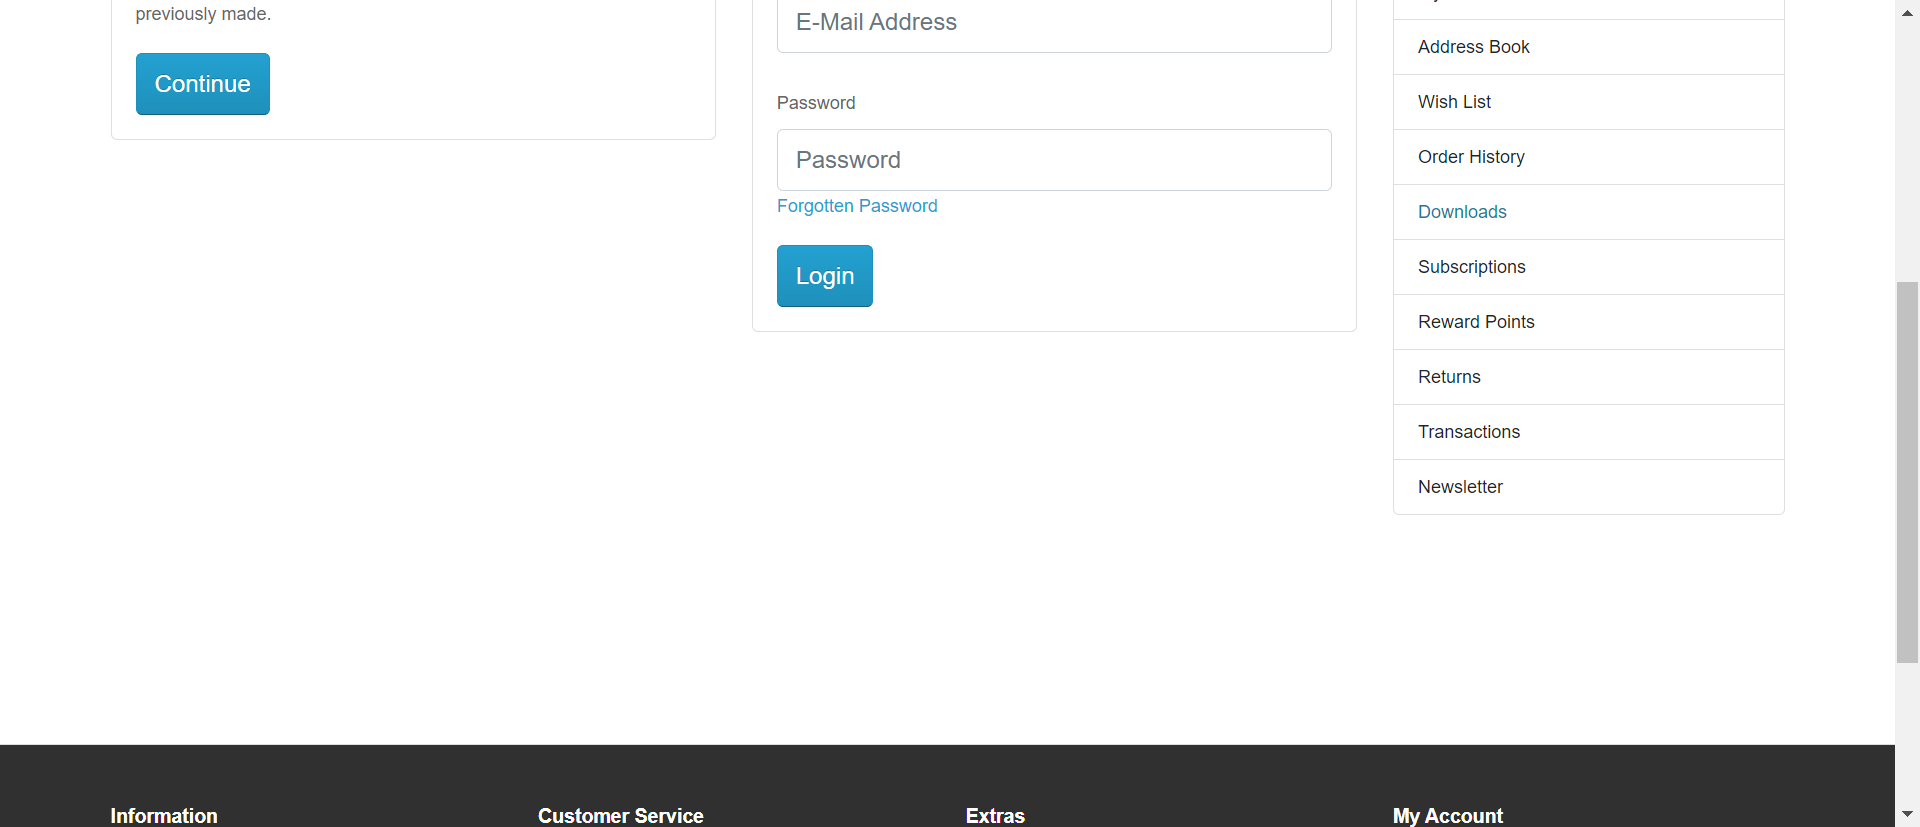 previously made.
Continue
E-Mail Address
Password
Password
Forgotten Password
Login
Address Book
Wish List
Order History
Downloads
Subscriptions
Reward Points
Returns
Transactions
Newsletter
Information
Customer Service
Extras
My Account